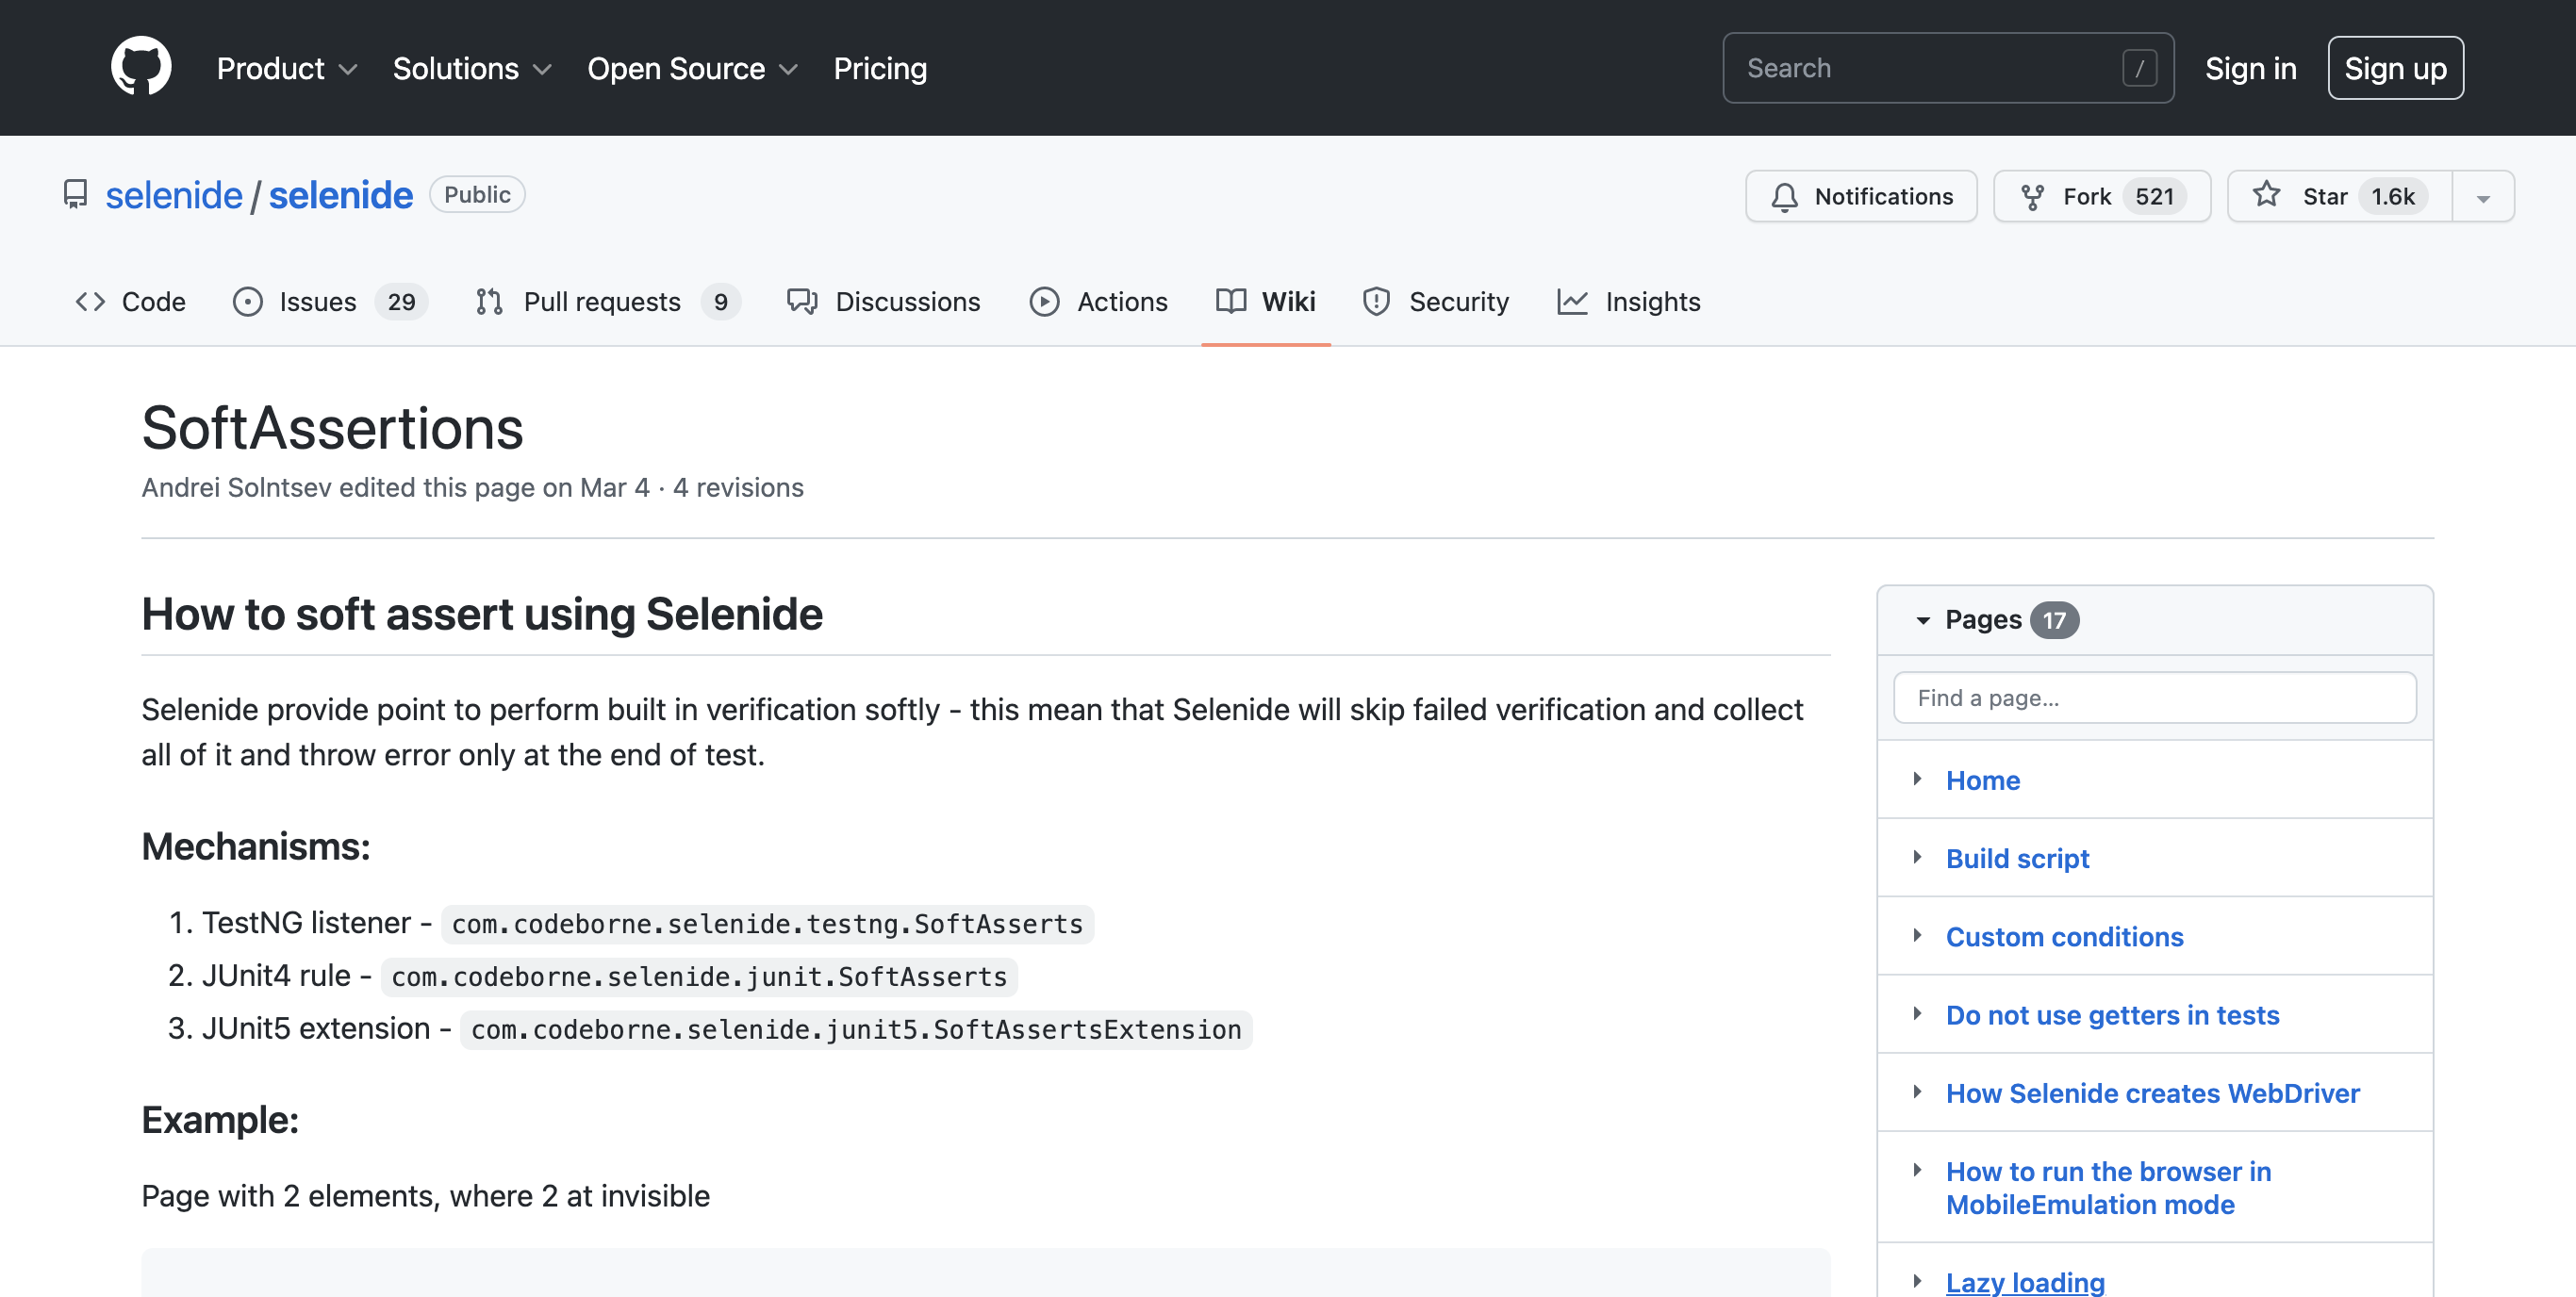 Product Solutions Open Source Pricing Search / Sign in Sign up
selenide / selenide Public Notifications Fork 521 Star 1.6k
Code Issues 29 Pull requests 9 Discussions Actions Wiki Security Insights
SoftAssertions
Andrei Solntsev edited this page on Mar 4 · 4 revisions
How to soft assert using Selenide
Selenide provide point to perform built in verification softly - this mean that Selenide will skip failed verification and collect
all of it and throw error only at the end of test.
Mechanisms:
1. TestNG listener - com.codeborne.selenide.testng.SoftAsserts
2. JUnit4 rule - com.codeborne.selenide.junit.SoftAsserts
3. JUnit5 extension - com.codeborne.selenide.junit5.SoftAssertsExtension
Example:
Page with 2 elements, where 2 at invisible
Pages 17
Find a page...
Home
Build script
Custom conditions
Do not use getters in tests
How Selenide creates WebDriver
How to run the browser in
MobileEmulation mode
Lazy loading